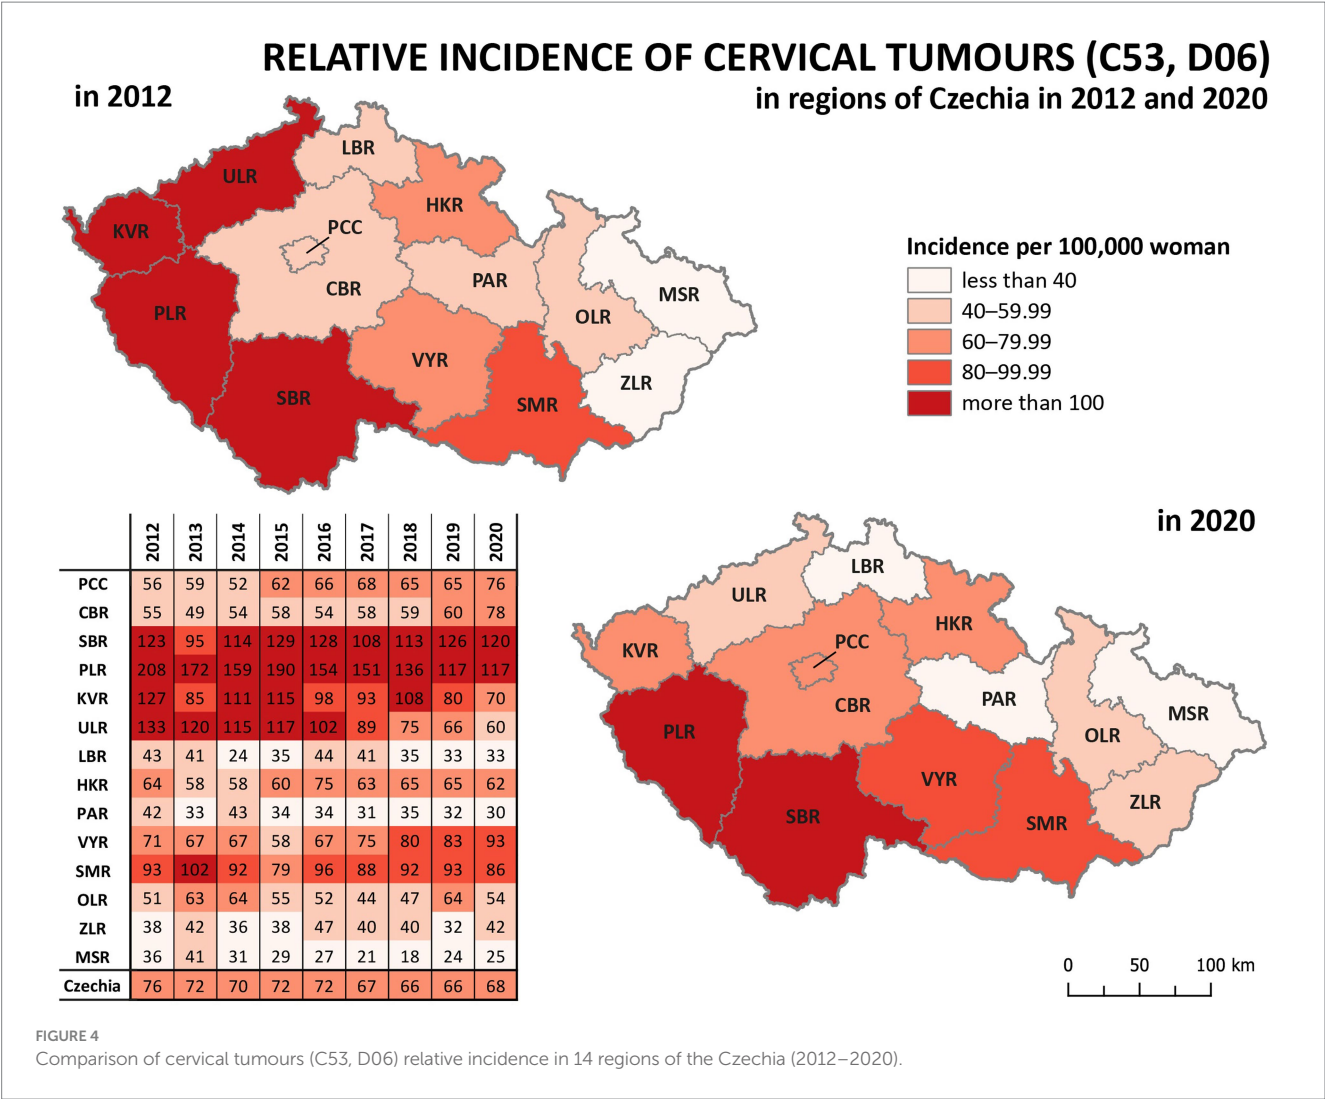 RELATIVE INCIDENCE OF CERVICAL TUMOURS (C53, D06)
in regions of Czechia in 2012 and 2020
in 2012
LBR
ULR
HKR
KVR
PCC
PAR
CBR
MSR
PLR
OLR
VYR
ZLR
SBR
SMR
Incidence per 100,000 woman
less than 40
40–59.99
60–79.99
80–99.99
more than 100
2012 2013 2014 2015 2016 2017 2018 2019 2020
PCC 56 59 52 62 66 68 65 65 76
CBR 55 49 54 58 54 58 59 60 78
SBR 123 95 114 129 128 108 113 126 120
PLR 208 172 159 190 154 151 136 117 117
KVR 127 85 111 115 98 93 108 80 70
ULR 133 120 115 117 102 89 75 66 60
LBR 43 41 24 35 44 41 35 33 33
HKR 64 58 58 60 75 63 65 65 62
PAR 42 33 43 34 34 31 35 32 30
VYR 71 67 67 58 67 75 80 83 93
SMR 93 102 92 79 96 88 92 93 86
OLR 51 63 64 55 52 44 47 64 54
ZLR 38 42 36 38 47 40 40 32 42
MSR 36 41 31 29 27 21 18 24 25
Czechia 76 72 70 72 72 67 66 66 68
in 2020
LBR
ULR
HKR
KVR
PCC
PAR
CBR
MSR
PLR
OLR
VYR
ZLR
SBR
SMR
0 50 100 km
FIGURE 4
Comparison of cervical tumours (C53, D06) relative incidence in 14 regions of the Czechia (2012–2020).